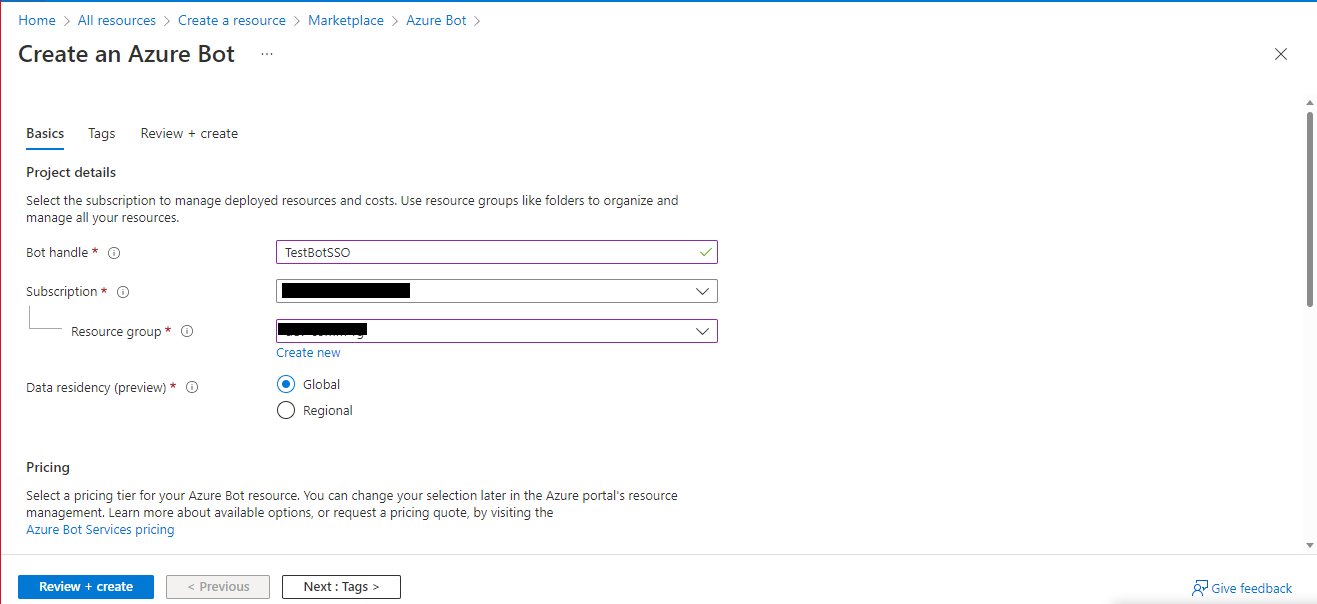 Home > All resources > Create a resource > Marketplace > Azure Bot >
Create an Azure Bot ...
Basics Tags Review + create
Project details
Select the subscription to manage deployed resources and costs. Use resource groups like folders to organize and
manage all your resources.
Bot handle * TestBotSSO
Subscription *
Resource group *
Create new
Data residency (preview) * Global
Regional
Pricing
Select a pricing tier for your Azure Bot resource. You can change your selection later in the Azure portal's resource
management. Learn more about available options, or request a pricing quote, by visiting the
Azure Bot Services pricing
Review + create < Previous Next : Tags > Give feedback